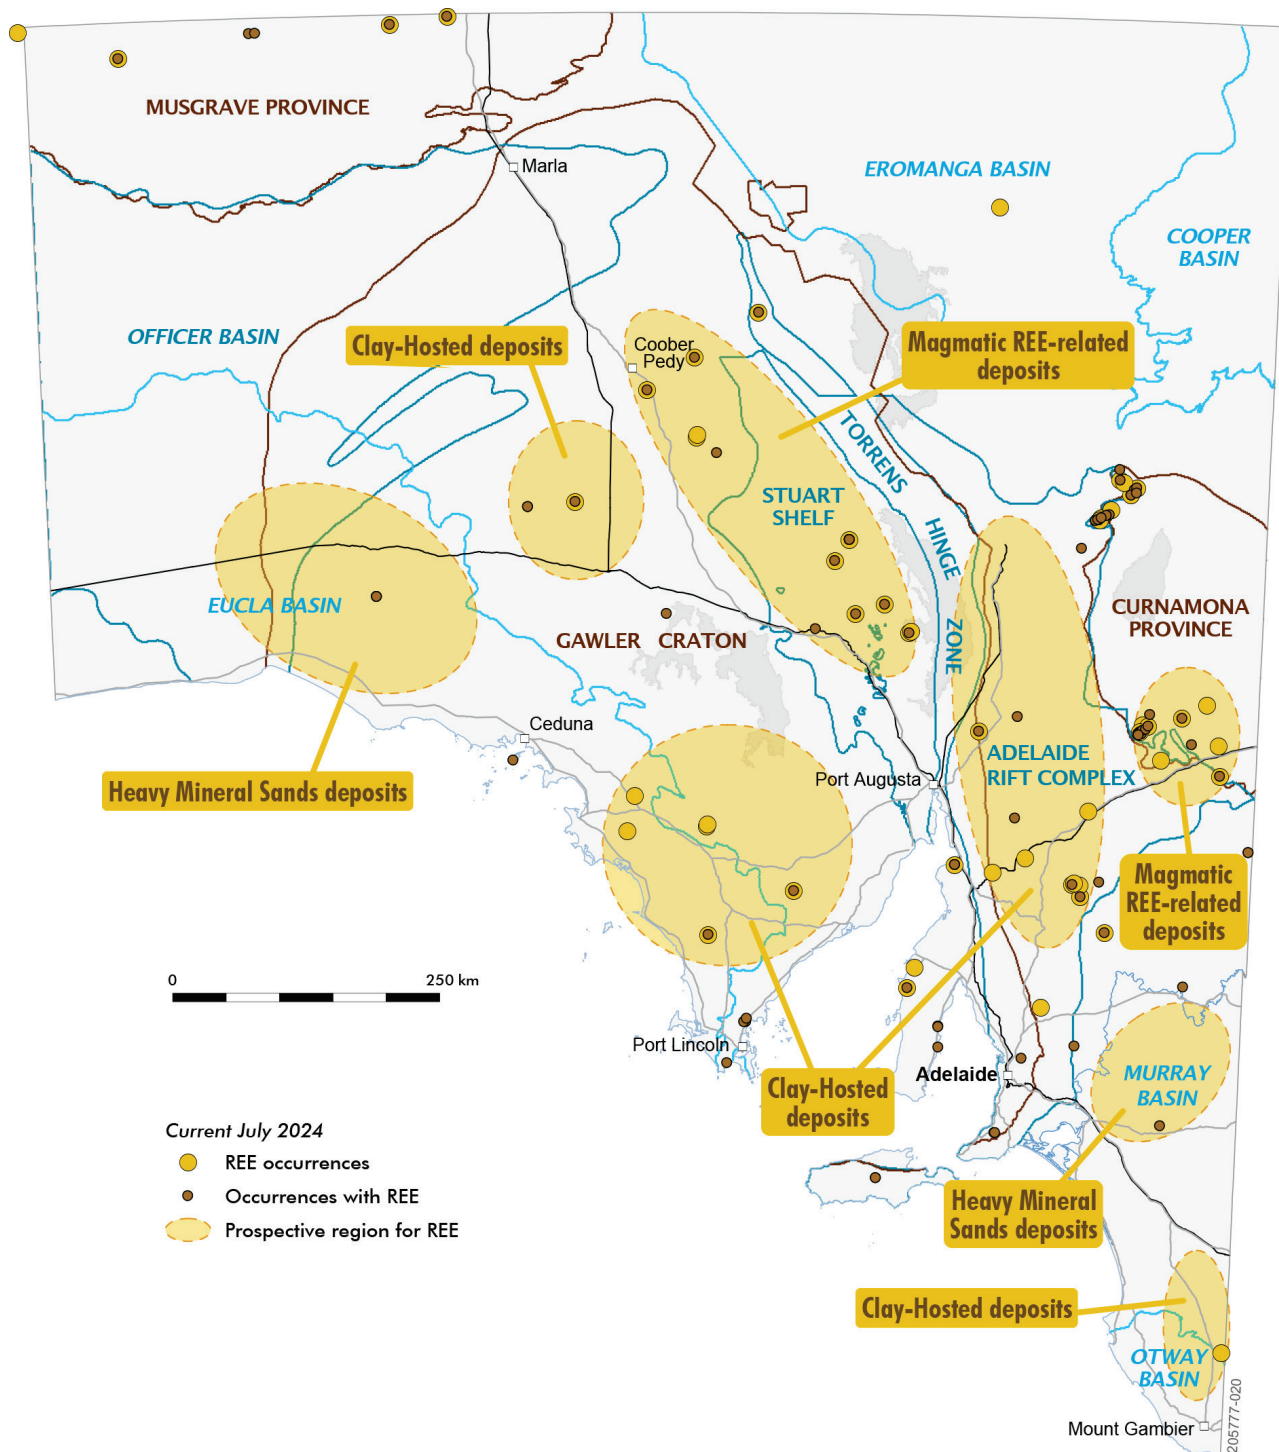 MUSGRAVE PROVINCE
Marla
EROMANGA BASIN
COOPER
BASIN
OFFICER BASIN
Clay-Hosted deposits
Coober
Pedy
Magmatic REE-related
deposits
TORRENS
HINGE
ZONE
STUART
SHELF
EUCLA BASIN
GAWLER CRATON
CURNAMONA
PROVINCE
Ceduna
Heavy Mineral Sands deposits
Port Augusta
ADELAIDE
RIFT COMPLEX
Magmatic
REE-related
deposits
0
250 km
Port Lincoln
Clay-Hosted
deposits
Adelaide
MURRAY
BASIN
Current July 2024
REE occurrences
Occurrences with REE
Prospective region for REE
Heavy Mineral
Sands deposits
Clay-Hosted deposits
OTWAY
BASIN
Mount Gambier
205777-020